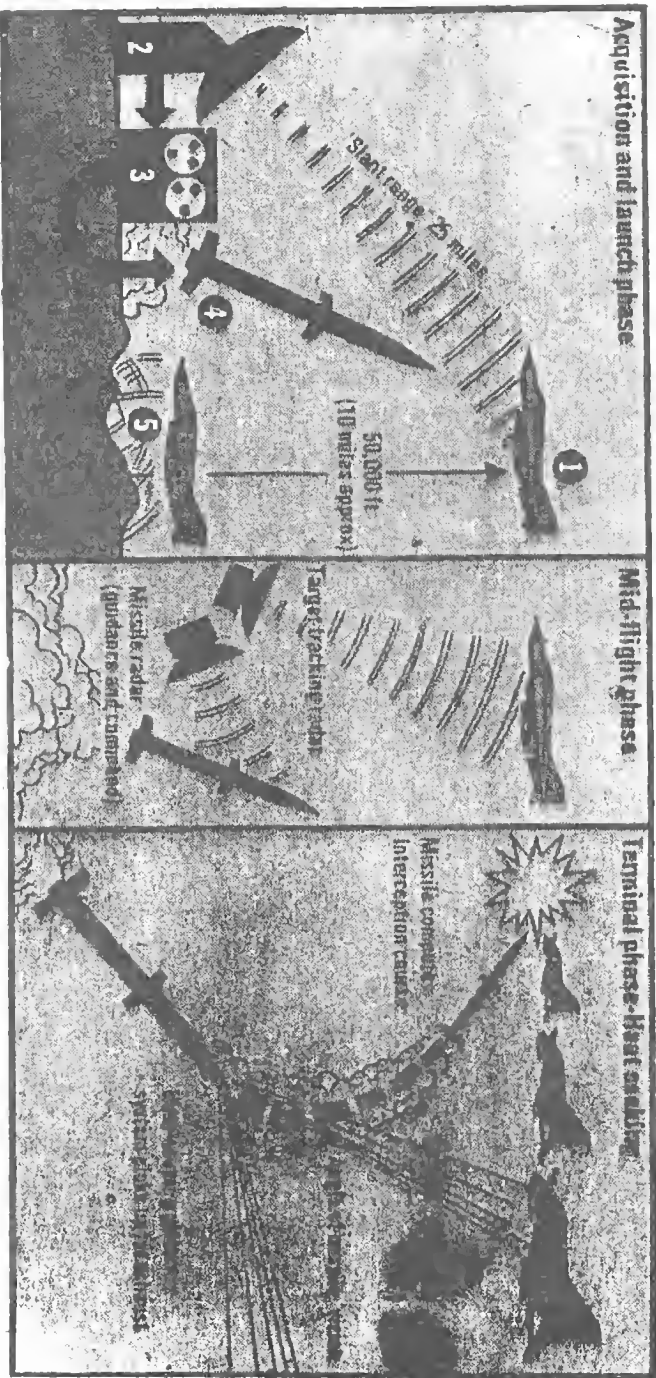 Acquisition and launch phase
2
3
Slant range - 25 miles
4
1
50,000 ft
(10 miles approx)
5
Mid-flight phase
Target tracking radar
Missile radar
(guidance and command)
Terminal phase-Heat seeking
Missile computes
interception course